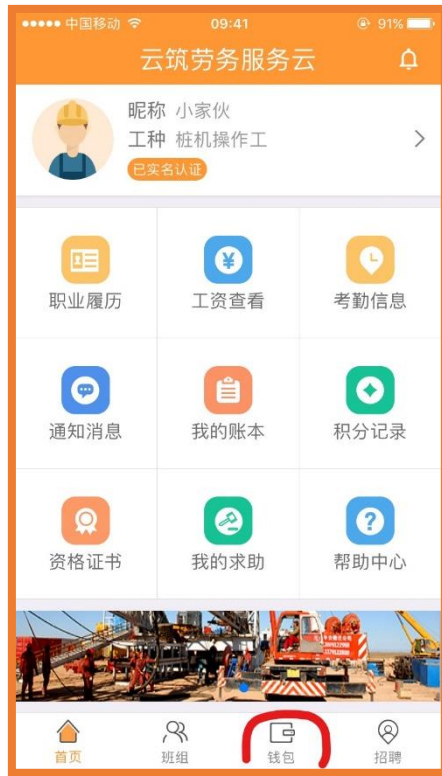 中国移动 09:41 91%
云筑劳务服务云
昵称 小家伙
工种 桩机操作工
已实名认证
职业履历 工资查看 考勤信息
通知消息 我的账本 积分记录
资格证书 我的求助 帮助中心
首页 班组 钱包 招聘